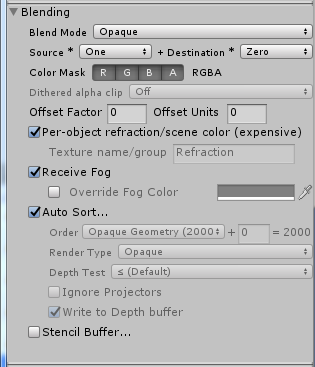 Blending
Blend Mode Opaque
Source * One + Destination * Zero
Color Mask R G B A RGBA
Dithered alpha clip Off
Offset Factor 0 Offset Units 0
Per-object refraction/scene color (expensive)
Texture name/group Refraction
Receive Fog
Override Fog Color
Auto Sort...
Order Opaque Geometry (2000 + 0 = 2000
Render Type Opaque
Depth Test ≤ (Default)
Ignore Projectors
Write to Depth buffer
Stencil Buffer...